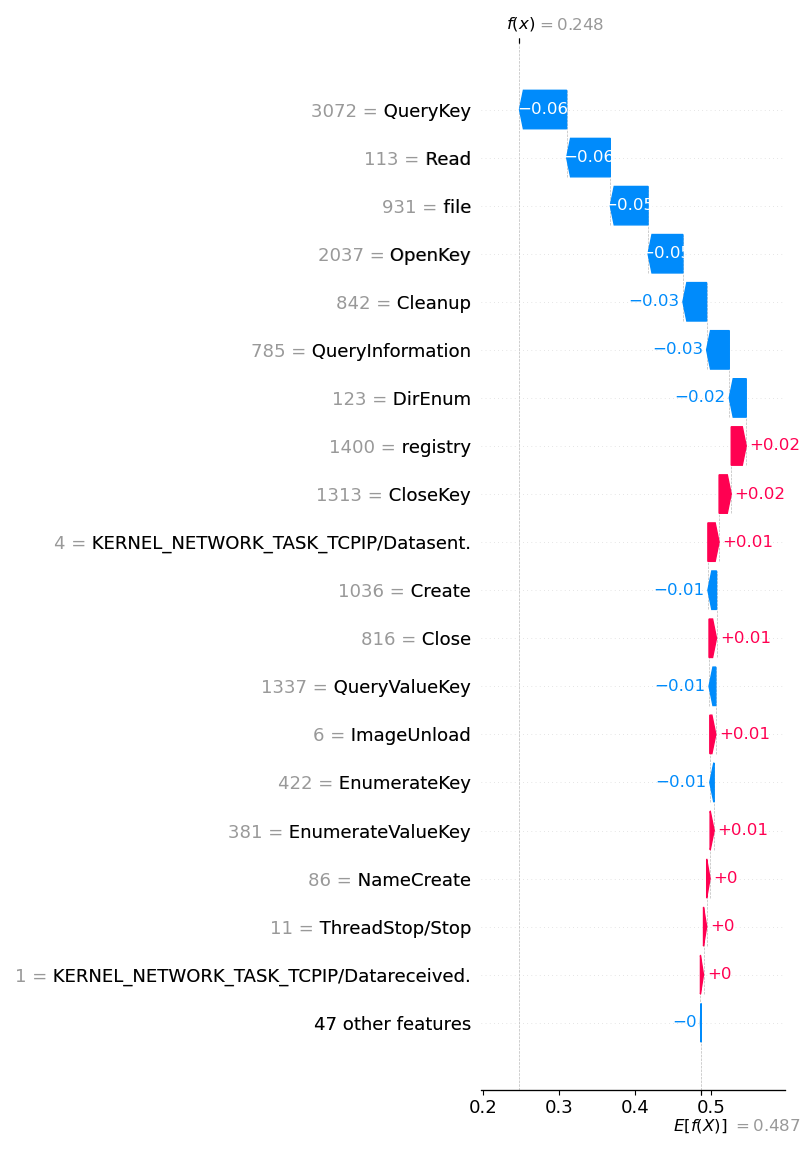 f(x) = 0.248
3072 = QueryKey
−0.06
113 = Read
−0.06
931 = file
−0.05
2037 = OpenKey
−0.05
842 = Cleanup
−0.03
785 = QueryInformation
−0.03
123 = DirEnum
−0.02
1400 = registry
+0.02
1313 = CloseKey
+0.02
4 = KERNEL_NETWORK_TASK_TCPIP/Datasent.
+0.01
1036 = Create
−0.01
816 = Close
+0.01
1337 = QueryValueKey
−0.01
6 = ImageUnload
+0.01
422 = EnumerateKey
−0.01
381 = EnumerateValueKey
+0.01
86 = NameCreate
+0
11 = ThreadStop/Stop
+0
1 = KERNEL_NETWORK_TASK_TCPIP/Datareceived.
+0
47 other features
−0
0.2 0.3 0.4 0.5
E[f(X)] = 0.487